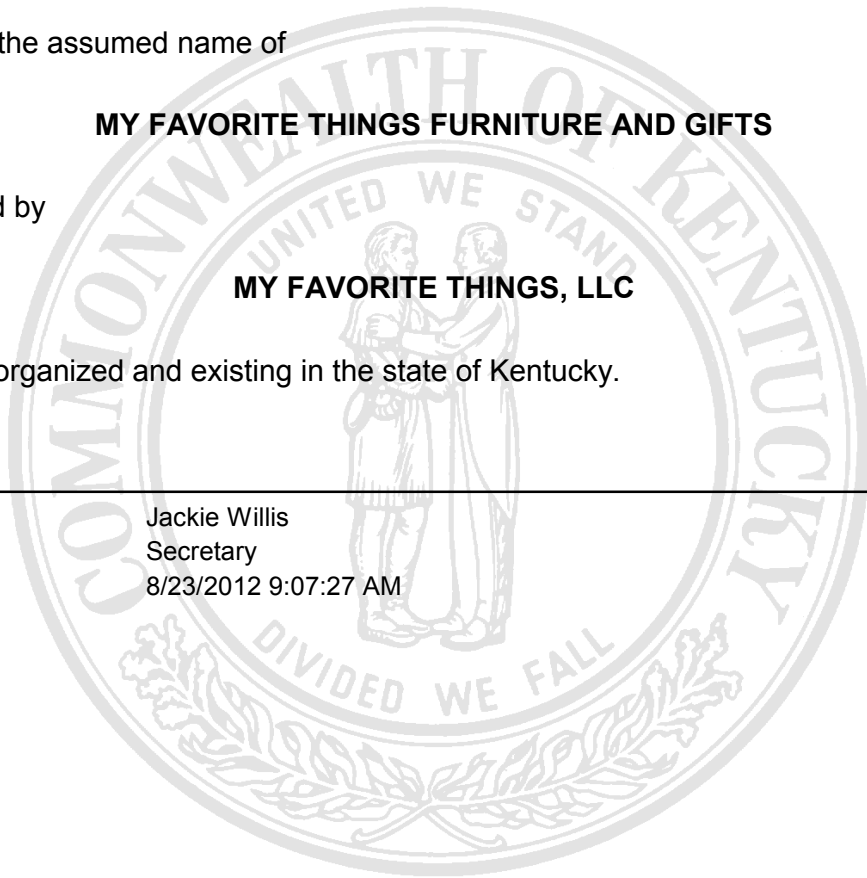 the assumed name of
MY FAVORITE THINGS FURNITURE AND GIFTS
d by
MY FAVORITE THINGS, LLC
organized and existing in the state of Kentucky.
Jackie Willis
Secretary
8/23/2012 9:07:27 AM
COMMONWEALTH OF KENTUCKY
UNITED WE STAND
DIVIDED WE FALL